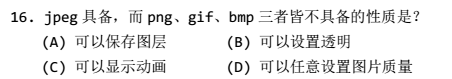 16. jpeg 具备，而 png、gif、bmp 三者皆不具备的性质是？
(A) 可以保存图层 (B) 可以设置透明
(C) 可以显示动画 (D) 可以任意设置图片质量